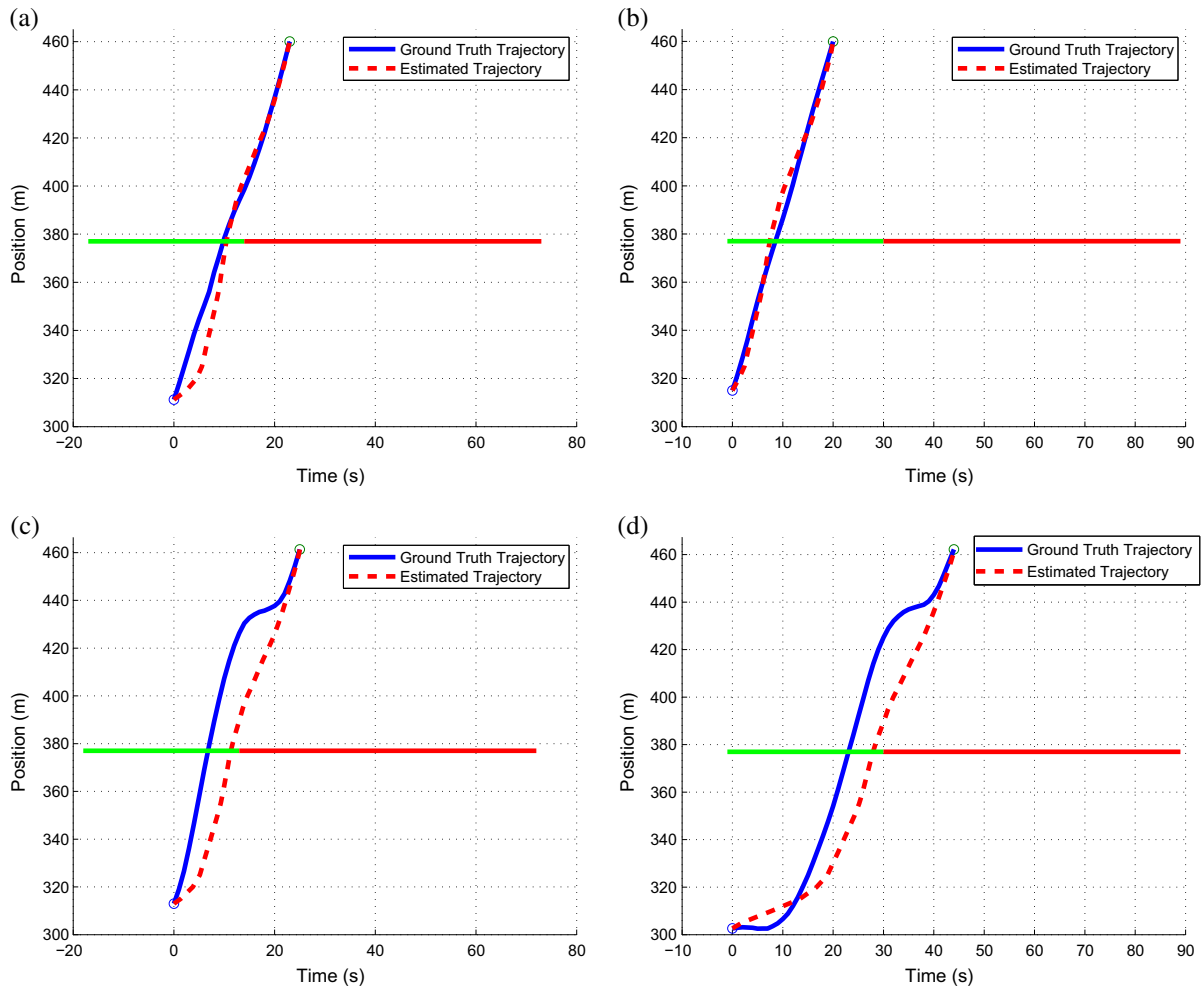 (a)
460
440
420
400
380
360
340
320
300
Position (m)
−20 0 20 40 60 80
Time (s)
Ground Truth Trajectory
Estimated Trajectory
(b)
460
440
420
400
380
360
340
320
300
Position (m)
−10 0 10 20 30 40 50 60 70 80 90
Time (s)
Ground Truth Trajectory
Estimated Trajectory
(c)
460
440
420
400
380
360
340
320
300
Position (m)
−20 0 20 40 60 80
Time (s)
Ground Truth Trajectory
Estimated Trajectory
(d)
460
440
420
400
380
360
340
320
300
Position (m)
−10 0 10 20 30 40 50 60 70 80 90
Time (s)
Ground Truth Trajectory
Estimated Trajectory